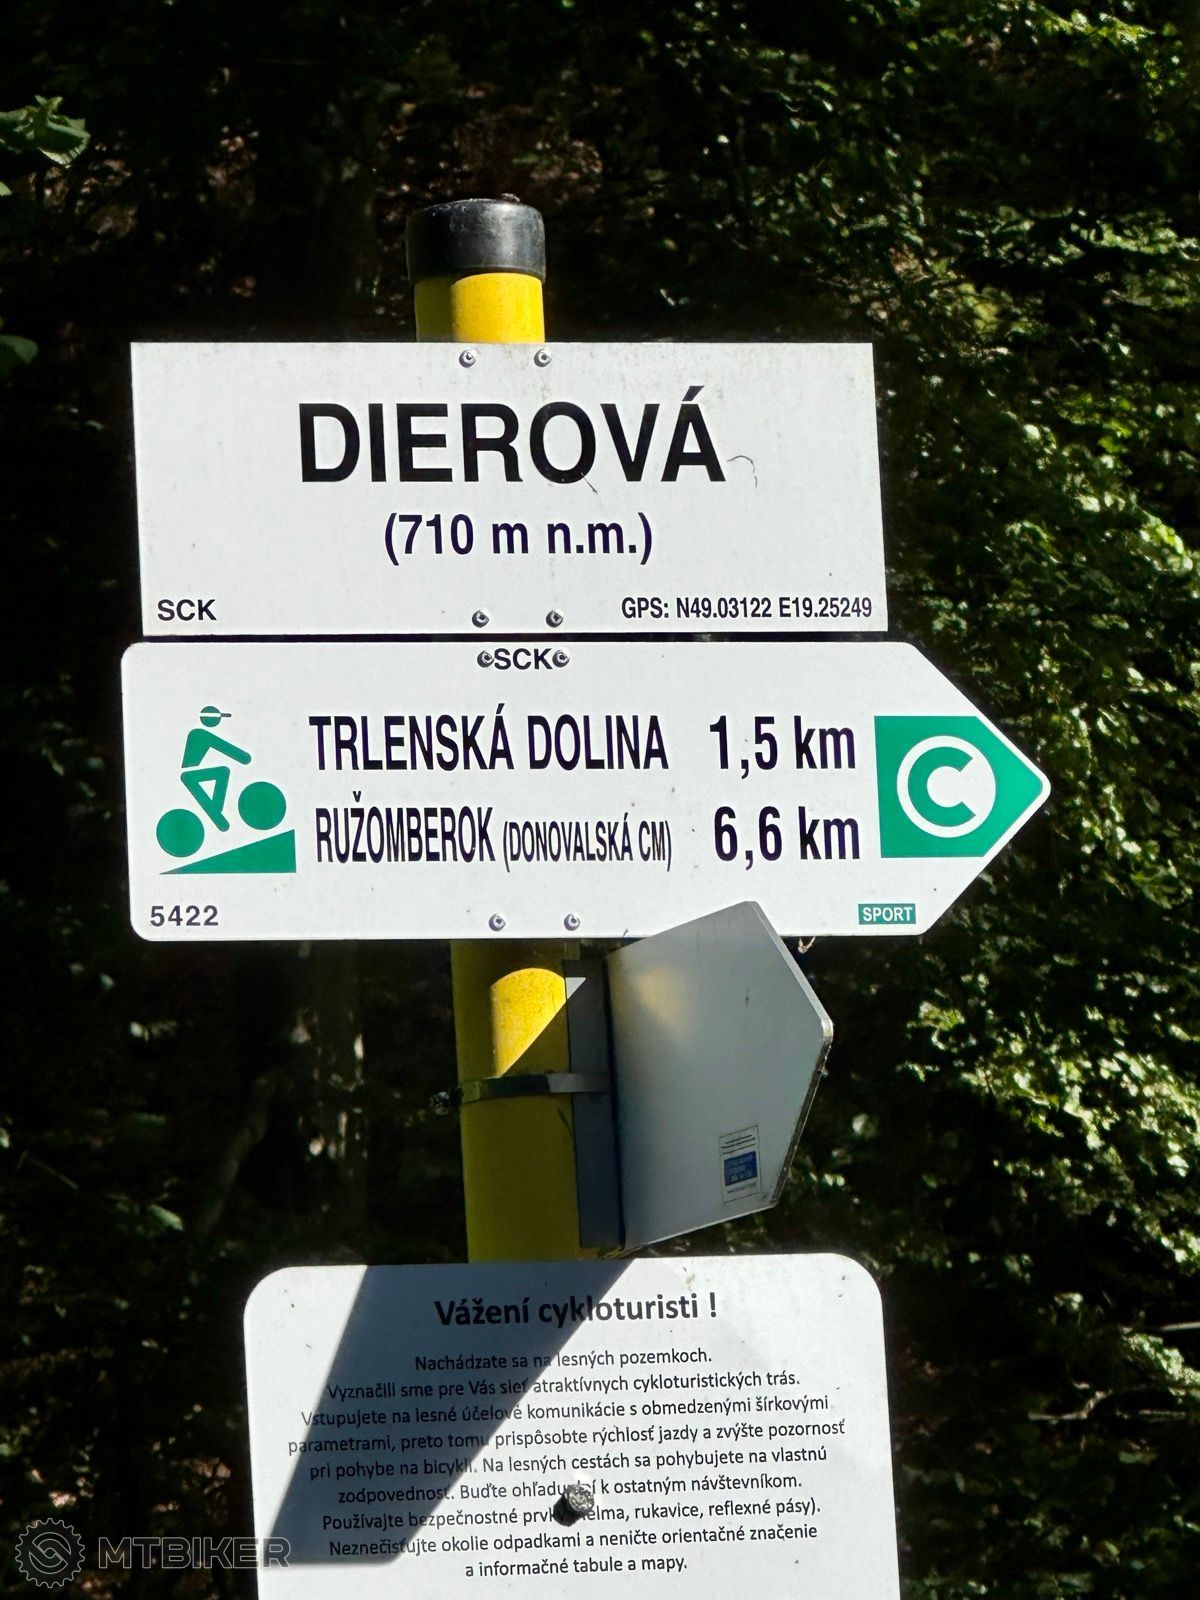 DIEROVÁ
(710 m n.m.)
SCK GPS: N49.03122 E19.25249
SCK
TRLENSKÁ DOLINA 1,5 km
C
RUŽOMBEROK (DONOVALSKÁ CM) 6,6 km
5422 SPORT
Vážení cykloturisti !
Nachádzate sa na lesných pozemkoch.
Vyznačili sme pre Vás sieť atraktívnych cykloturistických trás.
Vstupujete na lesné účelové komunikácie s obmedzenými šírkovými
parametrami, preto tomu prispôsobte rýchlosť jazdy a zvýšte pozornosť
pri pohybe na bicykli. Na lesných cestách sa pohybujete na vlastnú
zodpovednosť. Buďte ohľaduplní k ostatným návštevníkom.
Používajte bezpečnostné prvky (helma, rukavice, reflexné pásy).
Neznečisťujte okolie odpadkami a neničte orientačné značenie
a informačné tabule a mapy.
MTBIKER